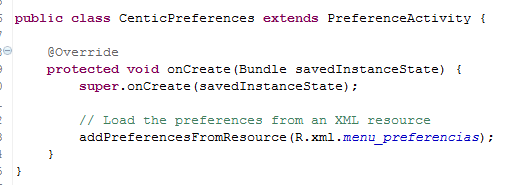 public class CenticPreferences extends PreferenceActivity {
@Override
protected void onCreate(Bundle savedInstanceState) {
super.onCreate(savedInstanceState);
// Load the preferences from an XML resource
addPreferencesFromResource(R.xml.menu_preferencias);
}
}